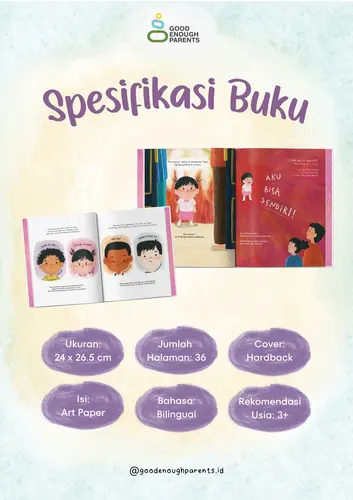 GOOD
ENOUGH
PARENTS
Spesifikasi Buku
AKU
BISA
SENDIRI!
Ukuran:
24 x 26.5 cm
Jumlah
Halaman: 36
Cover:
Hardback
Isi:
Art Paper
Bahasa:
Bilingual
Rekomendasi
Usia: 3+
@goodenoughparents.id